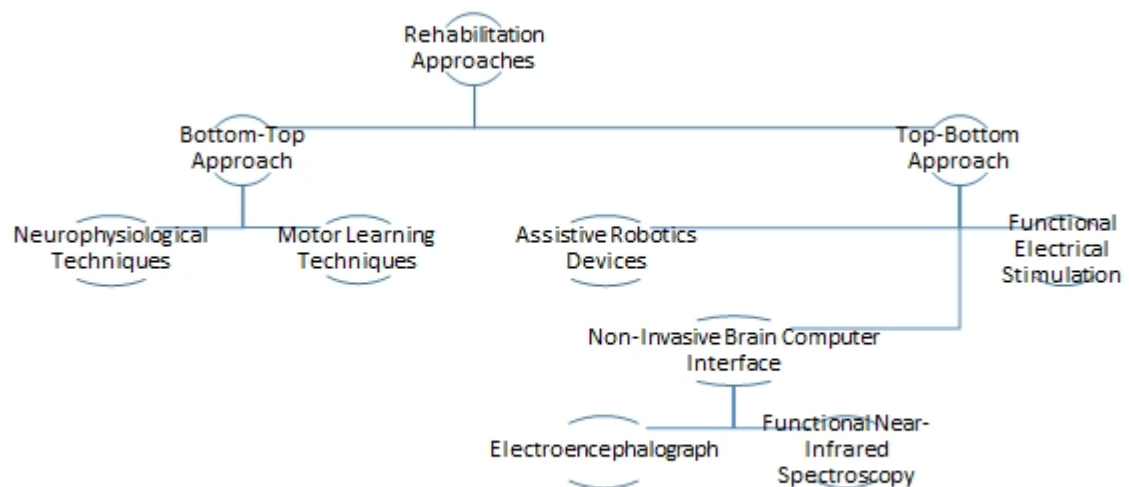 Rehabilitation
Approaches
Bottom-Top
Approach
Top-Bottom
Approach
Neurophysiological
Techniques
Motor Learning
Techniques
Assistive Robotics
Devices
Functional
Electrical
Stimulation
Non-Invasive Brain Computer
Interface
Electroencephalograph
Functional Near-
Infrared
Spectroscopy